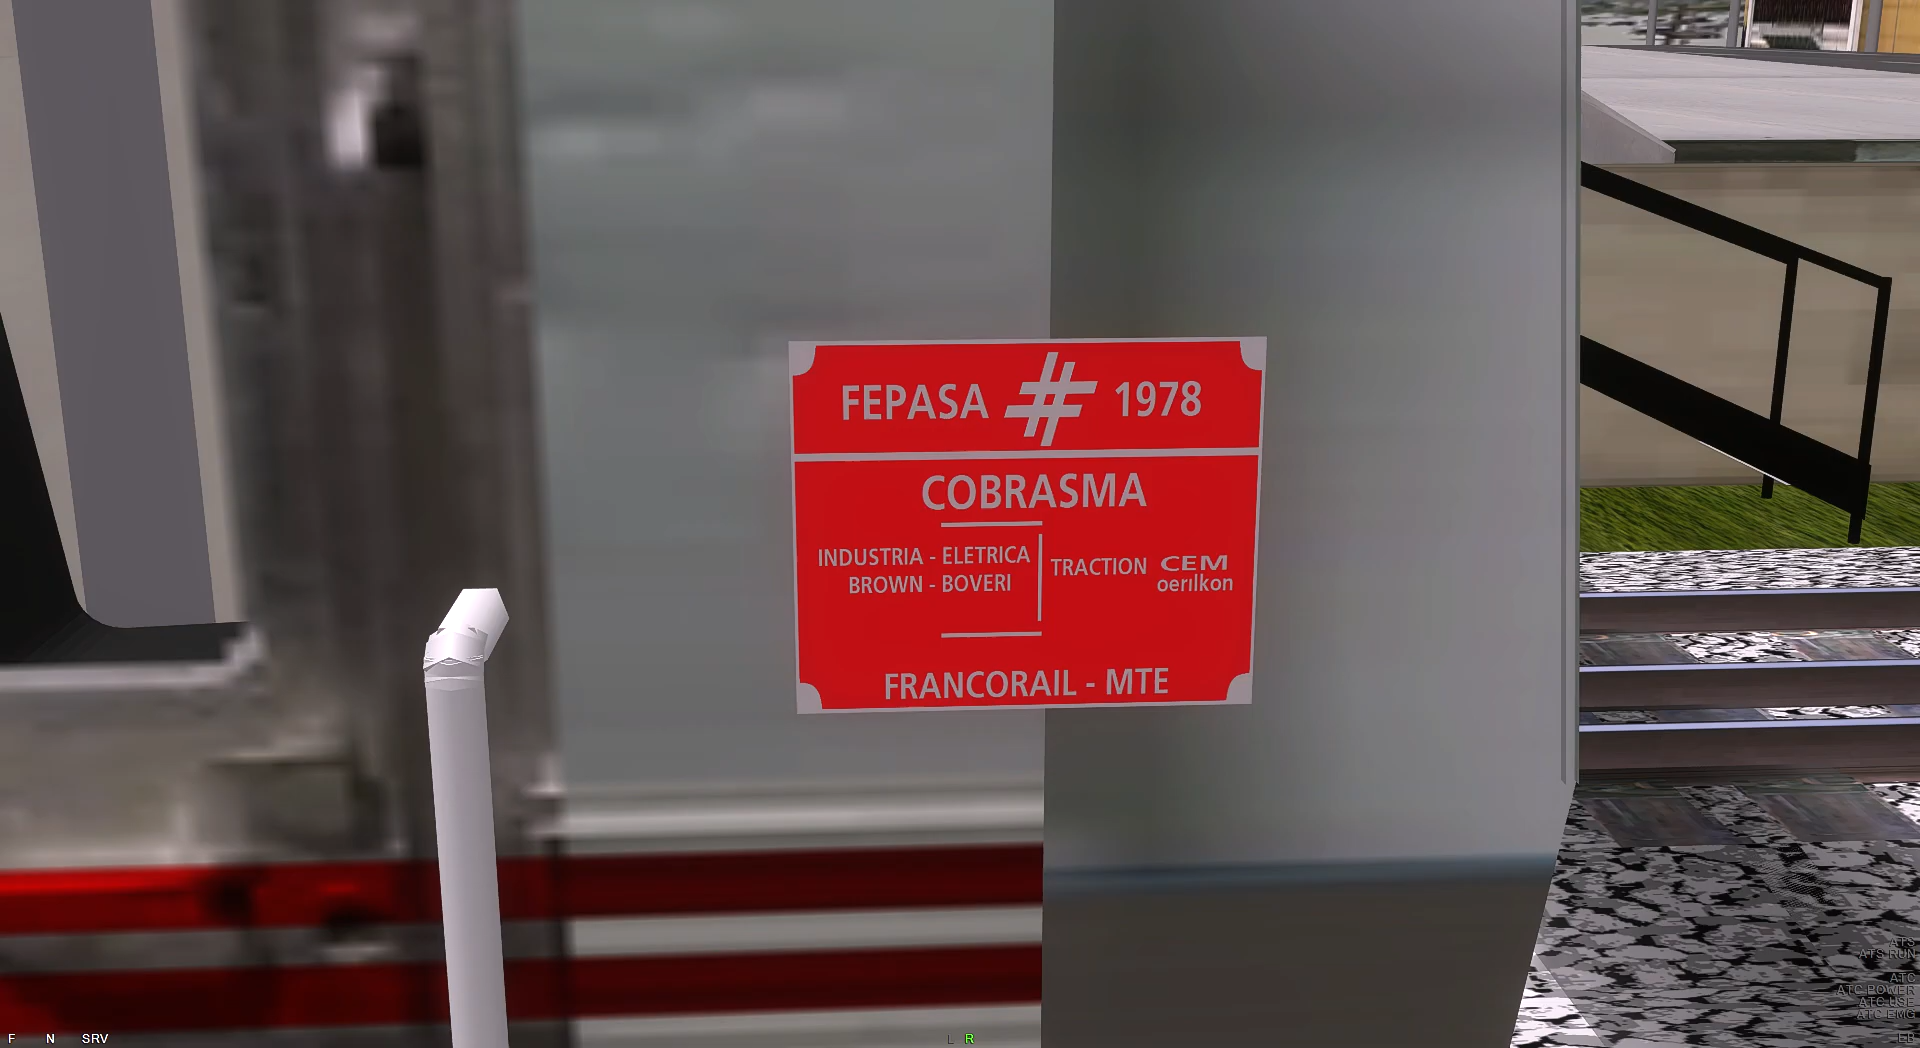 FEPASA 1978
COBRASMA
INDUSTRIA - ELETRICA
BROWN - BOVERI
TRACTION CEM
oerlikon
FRANCORAIL - MTE
ATS
ATS RUN
ATC
ATC POWER
ATC USE
ATC EMG
F N SRV L R EB